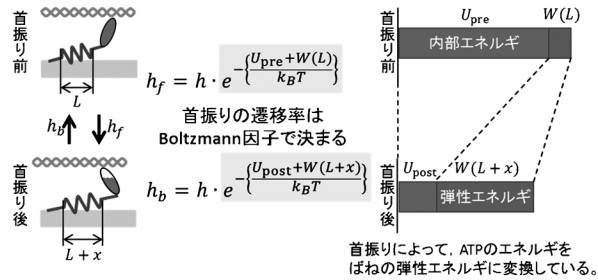 首振り前
L
h_b h_f
首振り後
L + x
h_f = h · e^{-{\frac{U_pre+W(L)}{k_BT}}}
首振りの遷移率は
Boltzmann因子で決まる
h_b = h · e^{-{\frac{U_post+W(L+x)}{k_BT}}}
首振り前
U_pre W(L)
内部エネルギ
首振り後
U_post W(L + x)
弾性エネルギ
首振りによって，ATPのエネルギを
ばねの弾性エネルギに変換している。